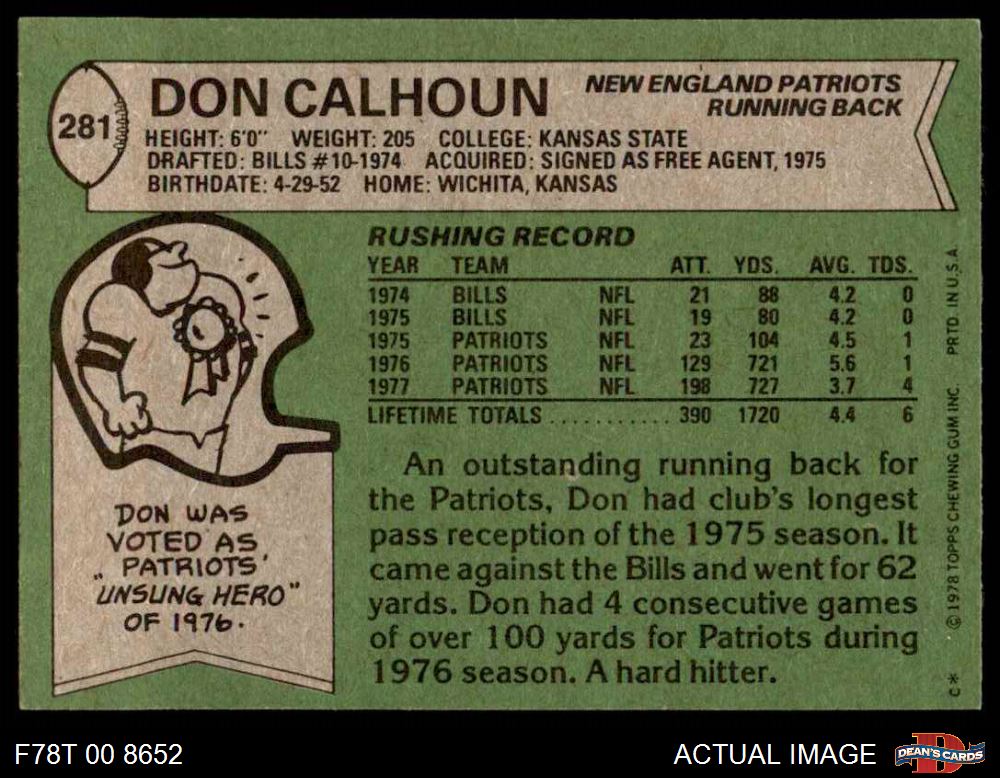 281
DON CALHOUN
NEW ENGLAND PATRIOTS
RUNNING BACK
HEIGHT: 6'0" WEIGHT: 205 COLLEGE: KANSAS STATE
DRAFTED: BILLS #10-1974 ACQUIRED: SIGNED AS FREE AGENT, 1975
BIRTHDATE: 4-29-52 HOME: WICHITA, KANSAS
RUSHING RECORD
YEAR TEAM ATT. YDS. AVG. TDS.
1974 BILLS NFL 21 88 4.2 0
1975 BILLS NFL 19 80 4.2 0
1975 PATRIOTS NFL 23 104 4.5 1
1976 PATRIOTS NFL 129 721 5.6 1
1977 PATRIOTS NFL 198 727 3.7 4
LIFETIME TOTALS .......... 390 1720 4.4 6
An outstanding running back for
the Patriots, Don had club's longest
pass reception of the 1975 season. It
came against the Bills and went for 62
yards. Don had 4 consecutive games
of over 100 yards for Patriots during
1976 season. A hard hitter.
DON WAS
VOTED AS
„ PATRIOTS'
UNSUNG HERO"
OF 1976.
C* © 1978 TOPPS CHEWING GUM INC. PRTD. IN U.S.A.
F78T 00 8652
ACTUAL IMAGE
D
DEAN'S CARDS